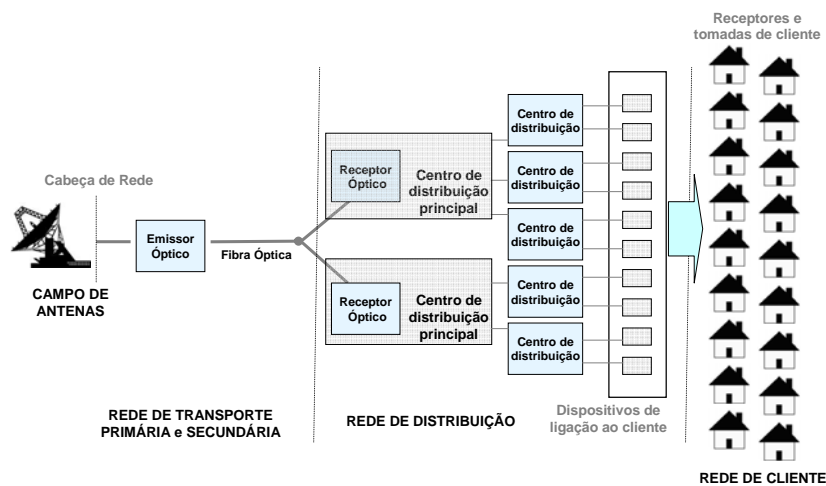 Receptores e
tomadas de cliente
Cabeça de Rede
CAMPO DE
ANTENAS
Emissor
Óptico
Fibra Óptica
Receptor
Óptico
Centro de
distribuição
principal
Receptor
Óptico
Centro de
distribuição
principal
Centro de
distribuição
Centro de
distribuição
Centro de
distribuição
Centro de
distribuição
Centro de
distribuição
REDE DE TRANSPORTE
PRIMÁRIA e SECUNDÁRIA
REDE DE DISTRIBUIÇÃO
Dispositivos de
ligação ao cliente
REDE DE CLIENTE